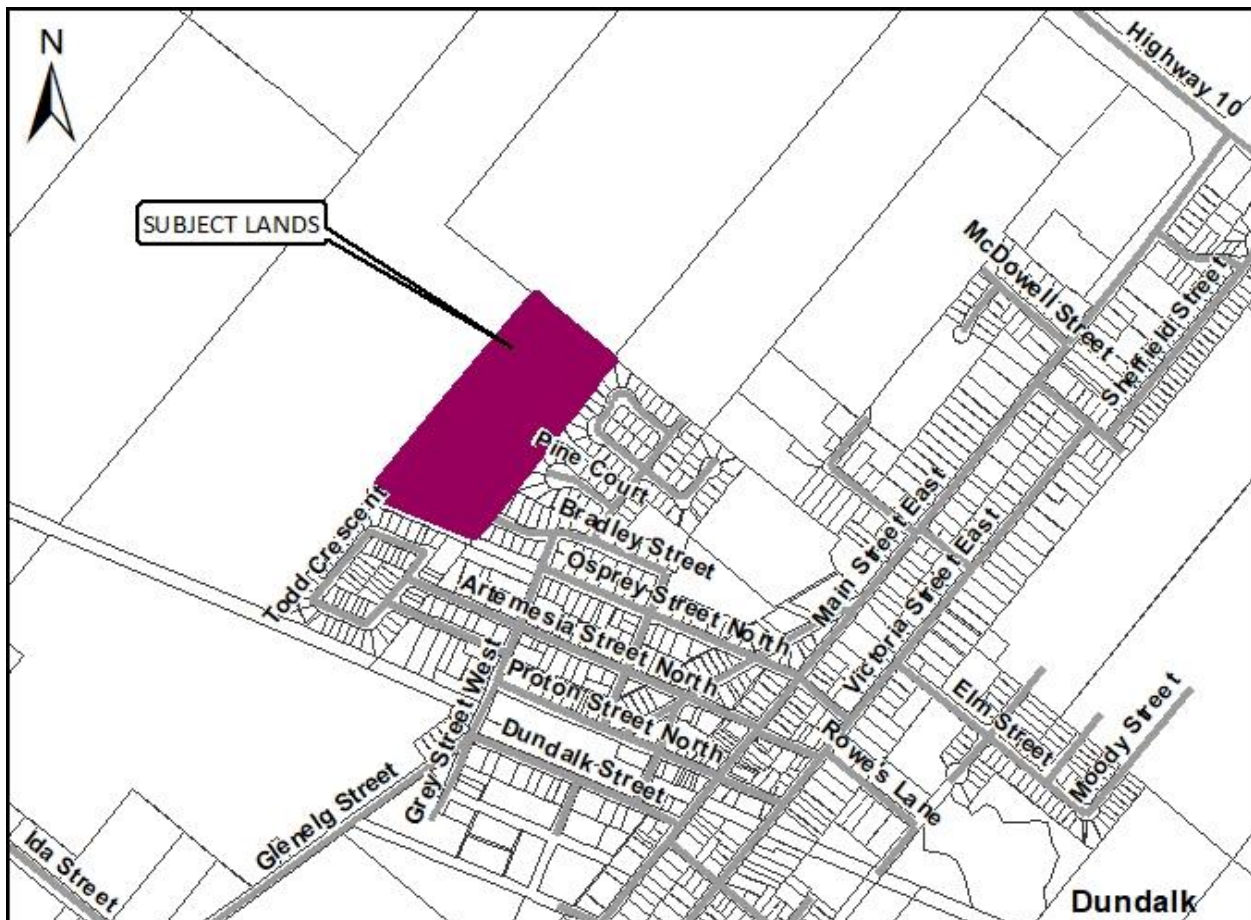 N
Highway 10
SUBJECT LANDS
McDowell Street
Sheffield Street
Pine Court
Bradley Street
Todd Crescent
Osprey Street North
Main Street East
Victoria Street East
Artemesia Street North
Grey Street West
Proton Street North
Elm Street
Moody Street
Rowe's Lane
Dundalk Street
Glenelg Street
Ida Street
Dundalk